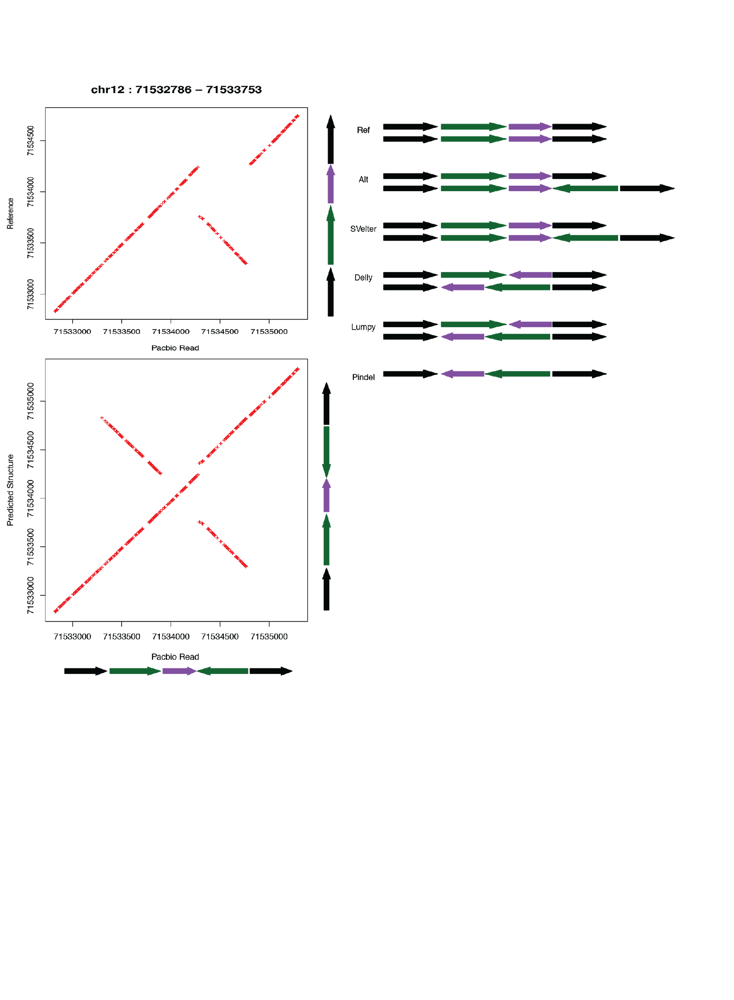 chr12 : 71532786 – 71533753
Reference
71534500
71534000
71533500
71533000
71533000 71533500 71534000 71534500 71535000
Pacbio Read
Predicted Structure
71535000
71534500
71534000
71533500
71533000
71533000 71533500 71534000 71534500 71535000
Pacbio Read
Ref
Alt
SVelter
Delly
Lumpy
Pindel